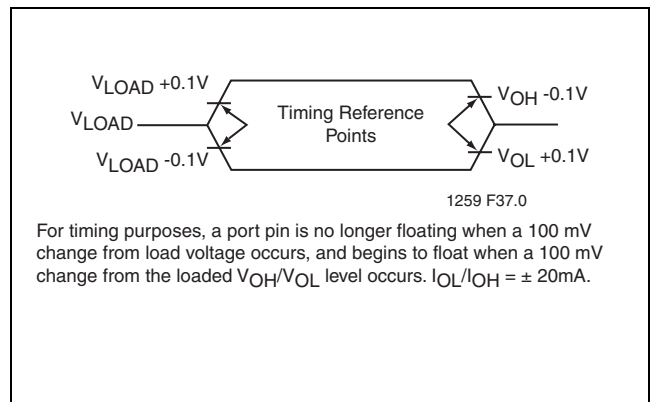 VLOAD +0.1V
VLOAD
VLOAD -0.1V
Timing Reference
Points
VOH -0.1V
VOL +0.1V
1259 F37.0
For timing purposes, a port pin is no longer floating when a 100 mV
change from load voltage occurs, and begins to float when a 100 mV
change from the loaded VOH/VOL level occurs. IOL/IOH = ± 20mA.